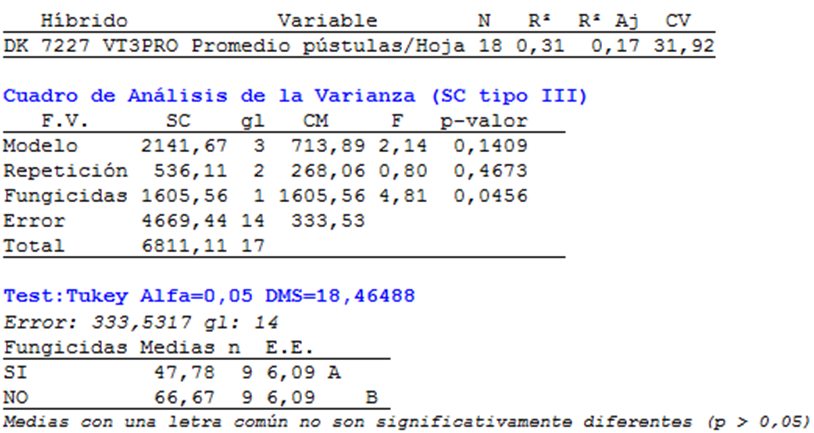 Híbrido Variable N R² R² Aj CV
DK 7227 VT3PRO Promedio pústulas/Hoja 18 0,31 0,17 31,92
Cuadro de Análisis de la Varianza (SC tipo III)
F.V. SC gl CM F p-valor
Modelo 2141,67 3 713,89 2,14 0,1409
Repetición 536,11 2 268,06 0,80 0,4673
Fungicidas 1605,56 1 1605,56 4,81 0,0456
Error 4669,44 14 333,53
Total 6811,11 17
Test:Tukey Alfa=0,05 DMS=18,46488
Error: 333,5317 gl: 14
Fungicidas Medias n E.E.
SI 47,78 9 6,09 A
NO 66,67 9 6,09 B
Medias con una letra común no son significativamente diferentes (p > 0,05)